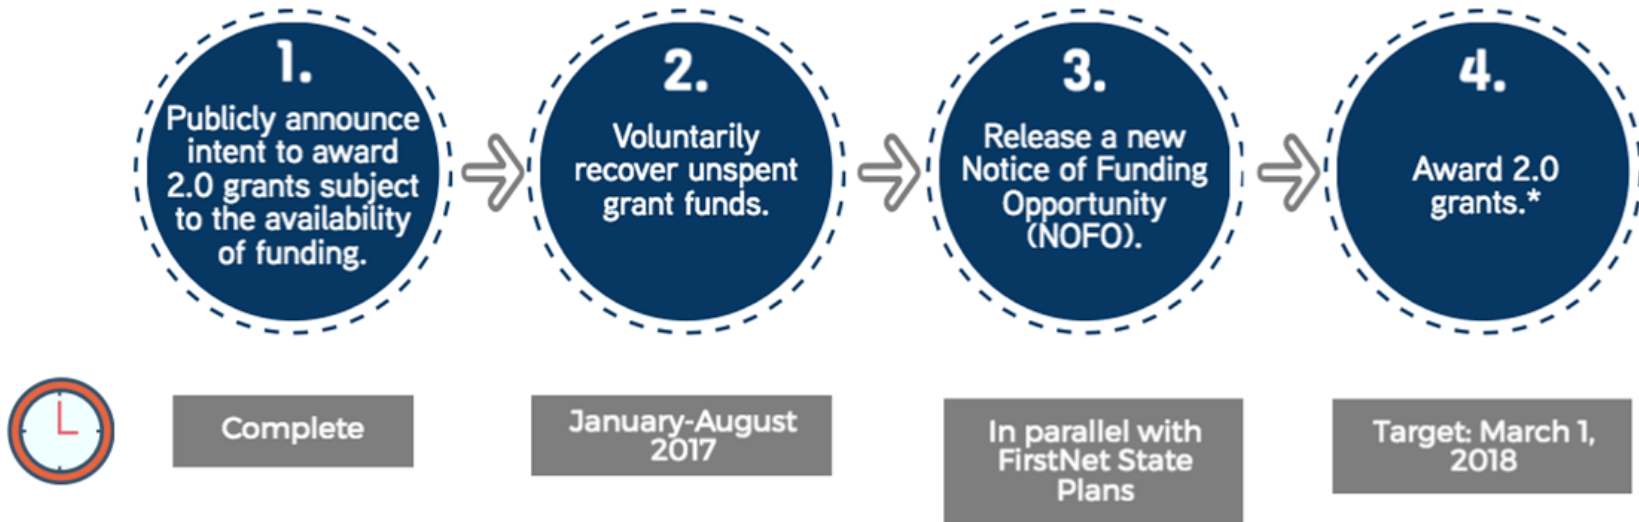 1.
Publicly announce
intent to award
2.0 grants subject
to the availability
of funding.
2.
Voluntarily
recover unspent
grant funds.
3.
Release a new
Notice of Funding
Opportunity
(NOFO).
4.
Award 2.0
grants.*
Complete
January-August
2017
In parallel with
FirstNet State
Plans
Target: March 1,
2018